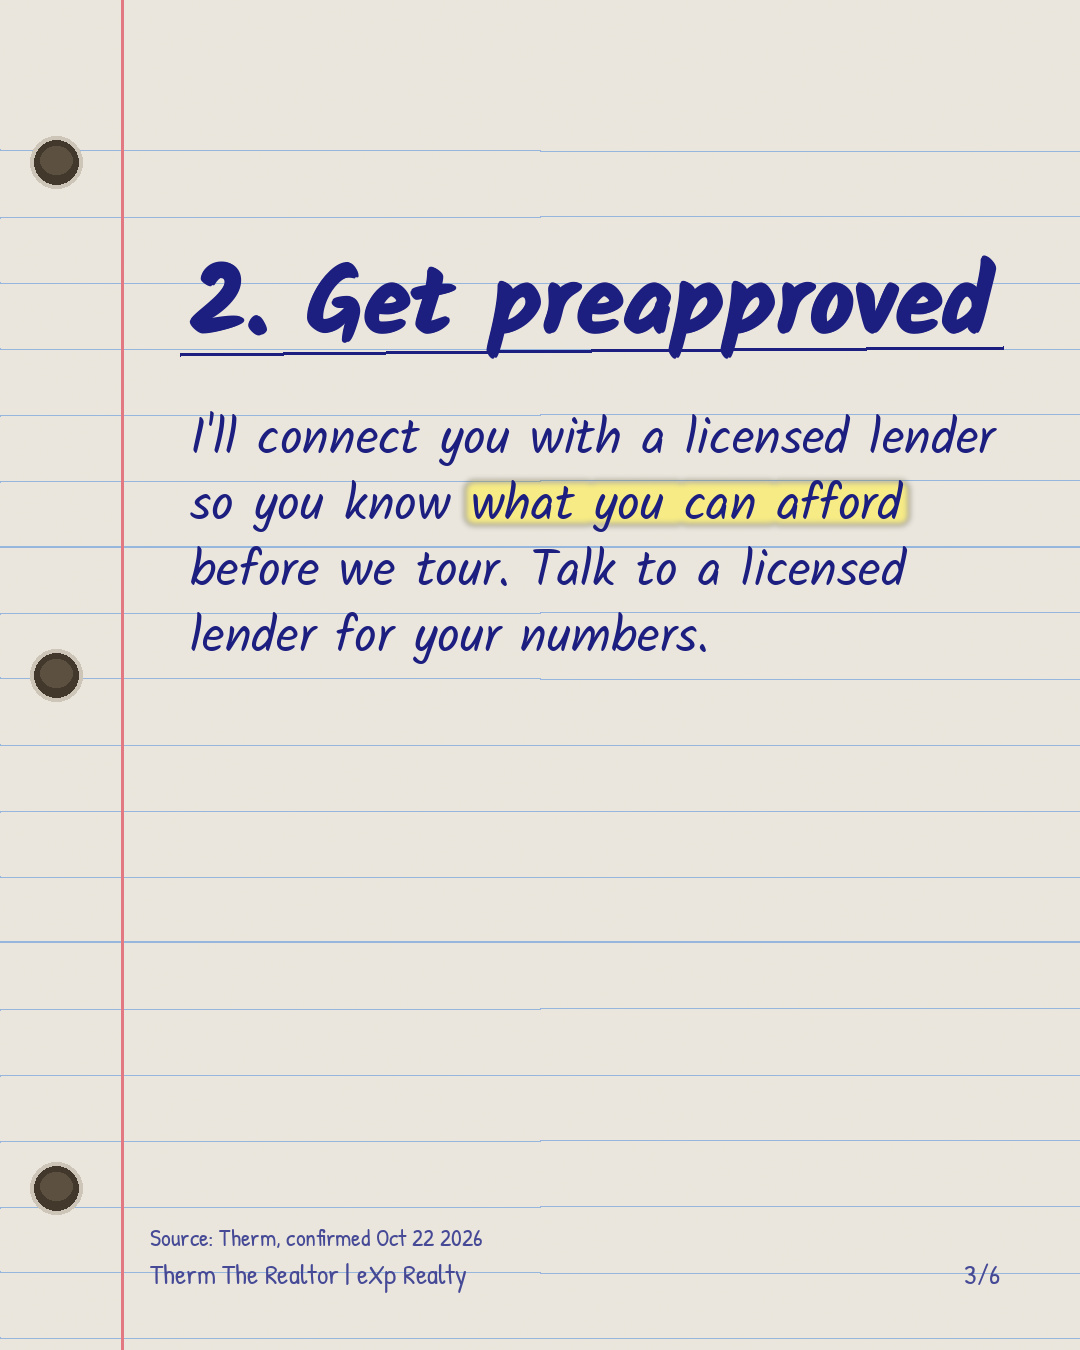 2. Get preapproved
I'll connect you with a licensed lender
so you know what you can afford
before we tour. Talk to a licensed
lender for your numbers.
Source: Therm, confirmed Oct 22 2026
Therm The Realtor | eXp Realty
3/6